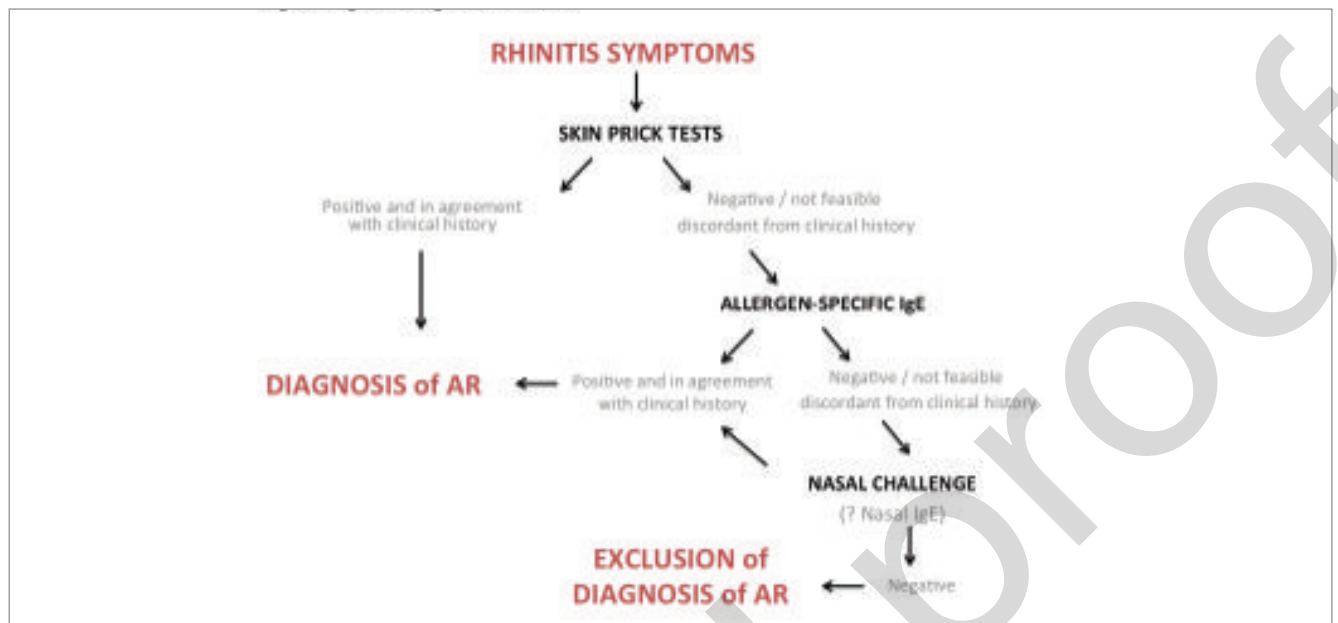 RHINITIS SYMPTOMS
SKIN PRICK TESTS
Positive and in agreement
with clinical history
Negative / not feasible
discordant from clinical history
ALLERGEN-SPECIFIC IgE
DIAGNOSIS of AR
Positive and in agreement
with clinical history
Negative / not feasible
discordant from clinical history
NASAL CHALLENGE
(? Nasal IgE)
EXCLUSION of
DIAGNOSIS of AR
Negative
proof